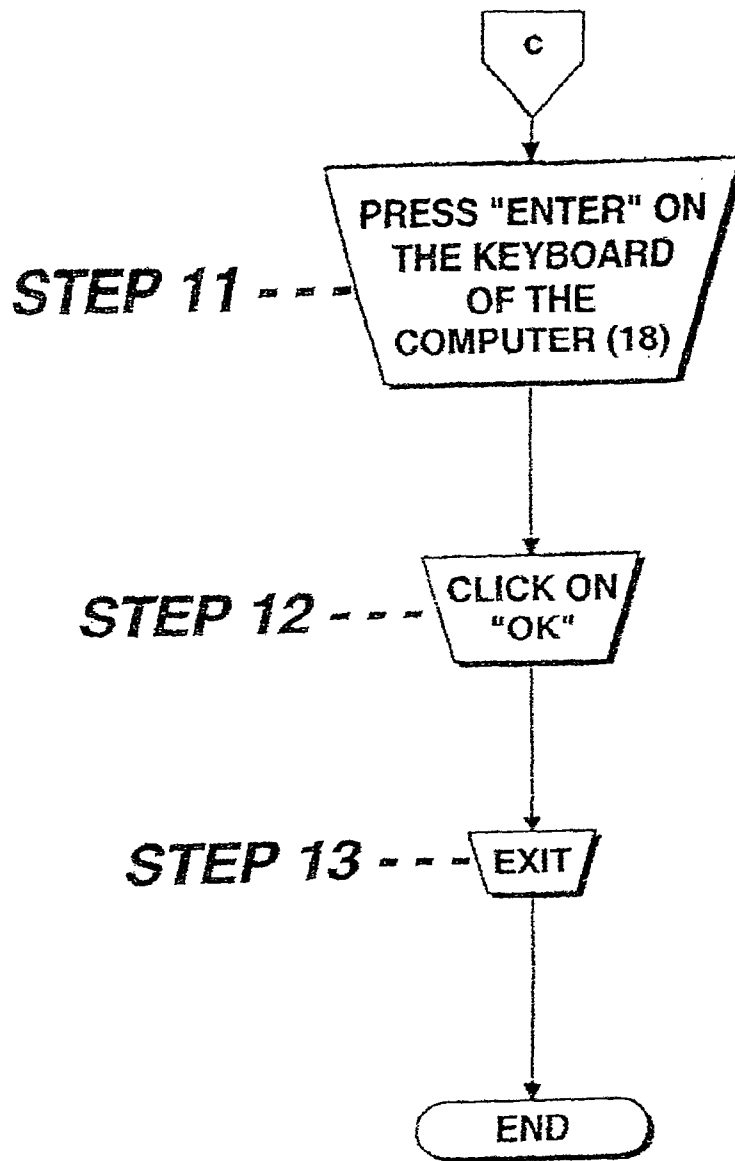 C
PRESS "ENTER" ON
THE KEYBOARD
STEP 11 ---
OF THE
COMPUTER (18)
CLICK ON
STEP 12 ---
"OK"
STEP 13 --- EXIT
END